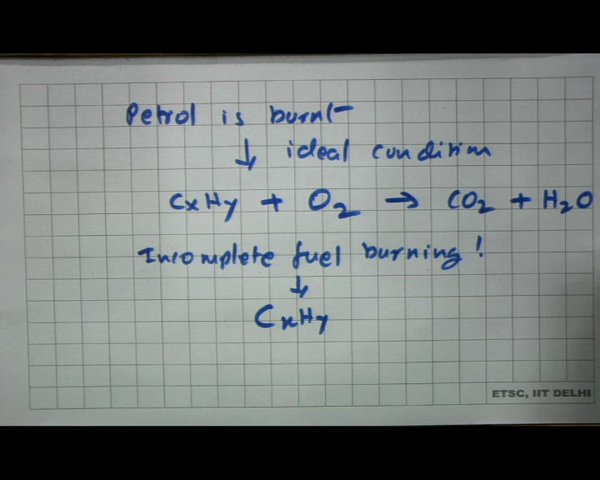 Petrol is burnt
↓ ideal condition
CxHy + O₂ → CO₂ + H₂O
Incomplete fuel burning!
↓
CxHy
ETSC, IIT DELHI